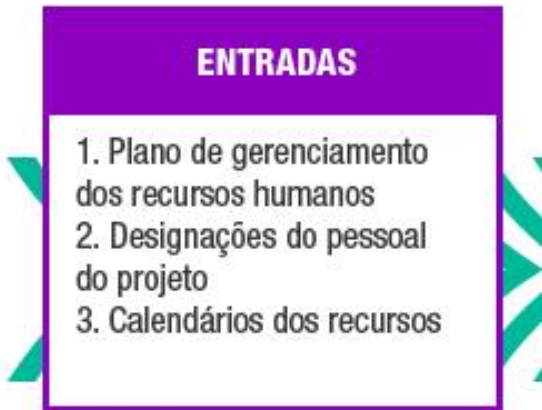 ENTRADAS
1. Plano de gerenciamento
dos recursos humanos
2. Designações do pessoal
do projeto
3. Calendários dos recursos